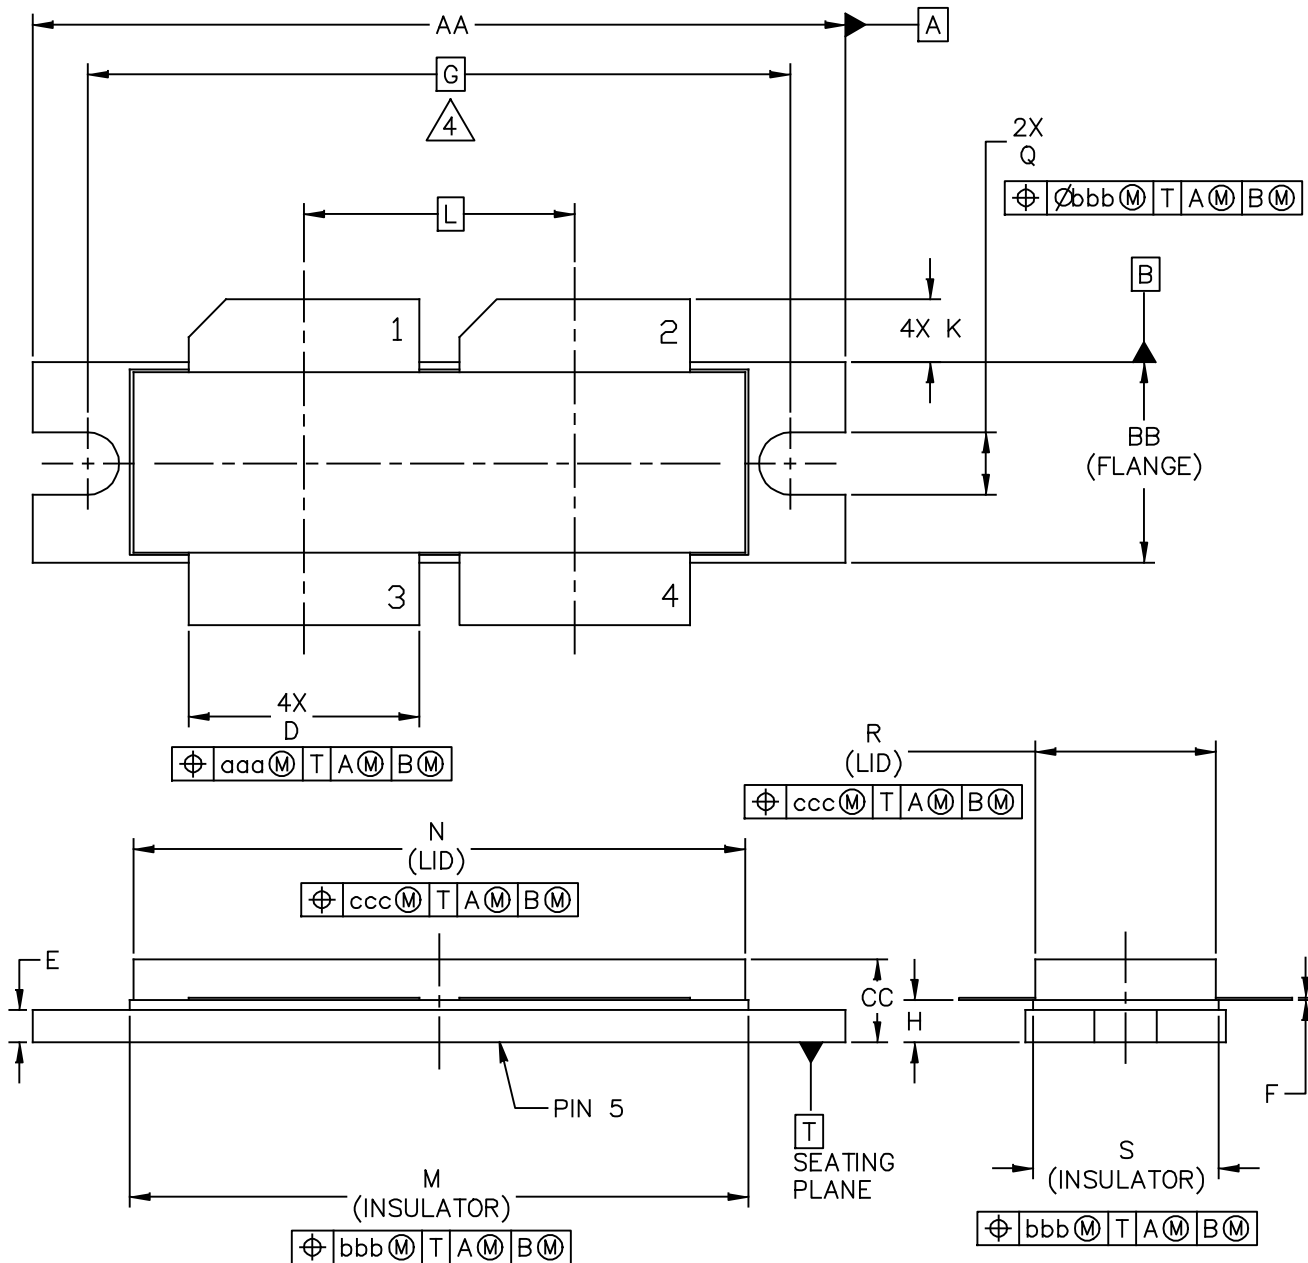 AA
A
G
4
2X
Q
⌖ Øbbb Ⓜ T A Ⓜ B Ⓜ
L
B
1
2
4X K
BB
(FLANGE)
3
4
4X
D
⌖ aaa Ⓜ T A Ⓜ B Ⓜ
R
(LID)
⌖ ccc Ⓜ T A Ⓜ B Ⓜ
N
(LID)
⌖ ccc Ⓜ T A Ⓜ B Ⓜ
E
CC
H
F
PIN 5
T
SEATING
PLANE
M
(INSULATOR)
⌖ bbb Ⓜ T A Ⓜ B Ⓜ
S
(INSULATOR)
⌖ bbb Ⓜ T A Ⓜ B Ⓜ